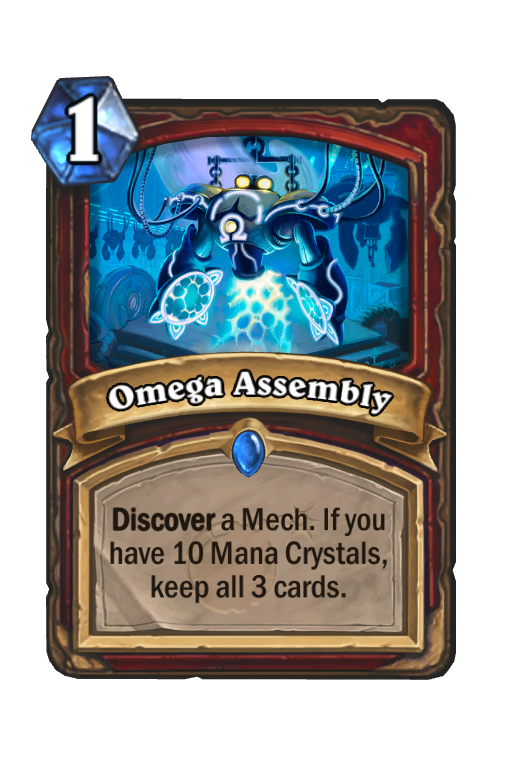 1
Ω
Omega Assembly
Discover a Mech. If you
have 10 Mana Crystals,
keep all 3 cards.